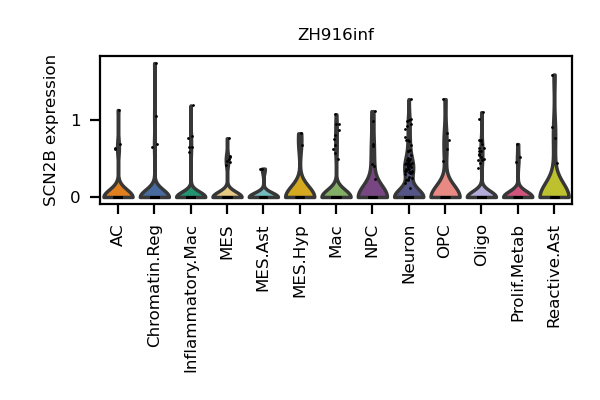 ZH916inf
SCN2B expression
1
0
AC
Chromatin.Reg
Inflammatory.Mac
MES
MES.Ast
MES.Hyp
Mac
NPC
Neuron
OPC
Oligo
Prolif.Metab
Reactive.Ast